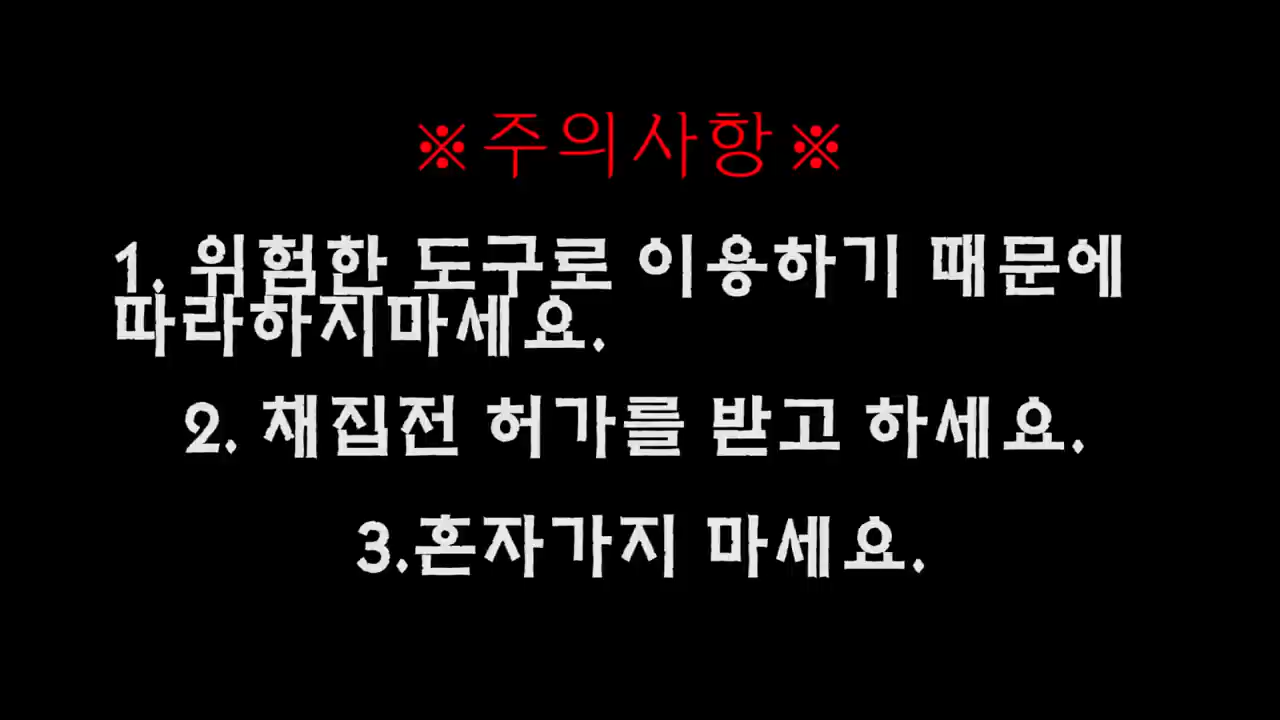 ※주의사항※
1. 위험한 도구로 이용하기 때문에
따라하지마세요.
2. 채집전 허가를 받고 하세요.
3.혼자가지 마세요.